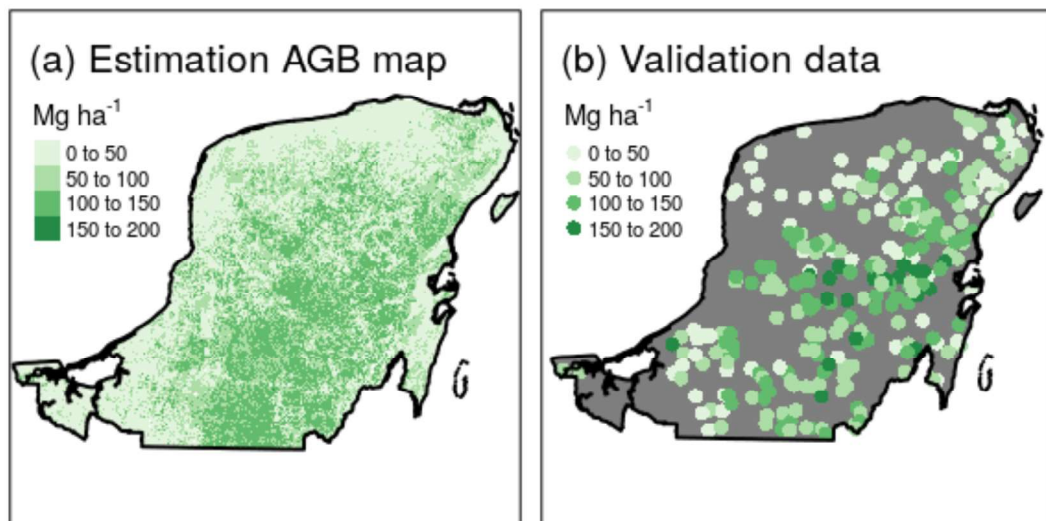 (a) Estimation AGB map
Mg ha⁻¹
0 to 50
50 to 100
100 to 150
150 to 200
(b) Validation data
Mg ha⁻¹
0 to 50
50 to 100
100 to 150
150 to 200